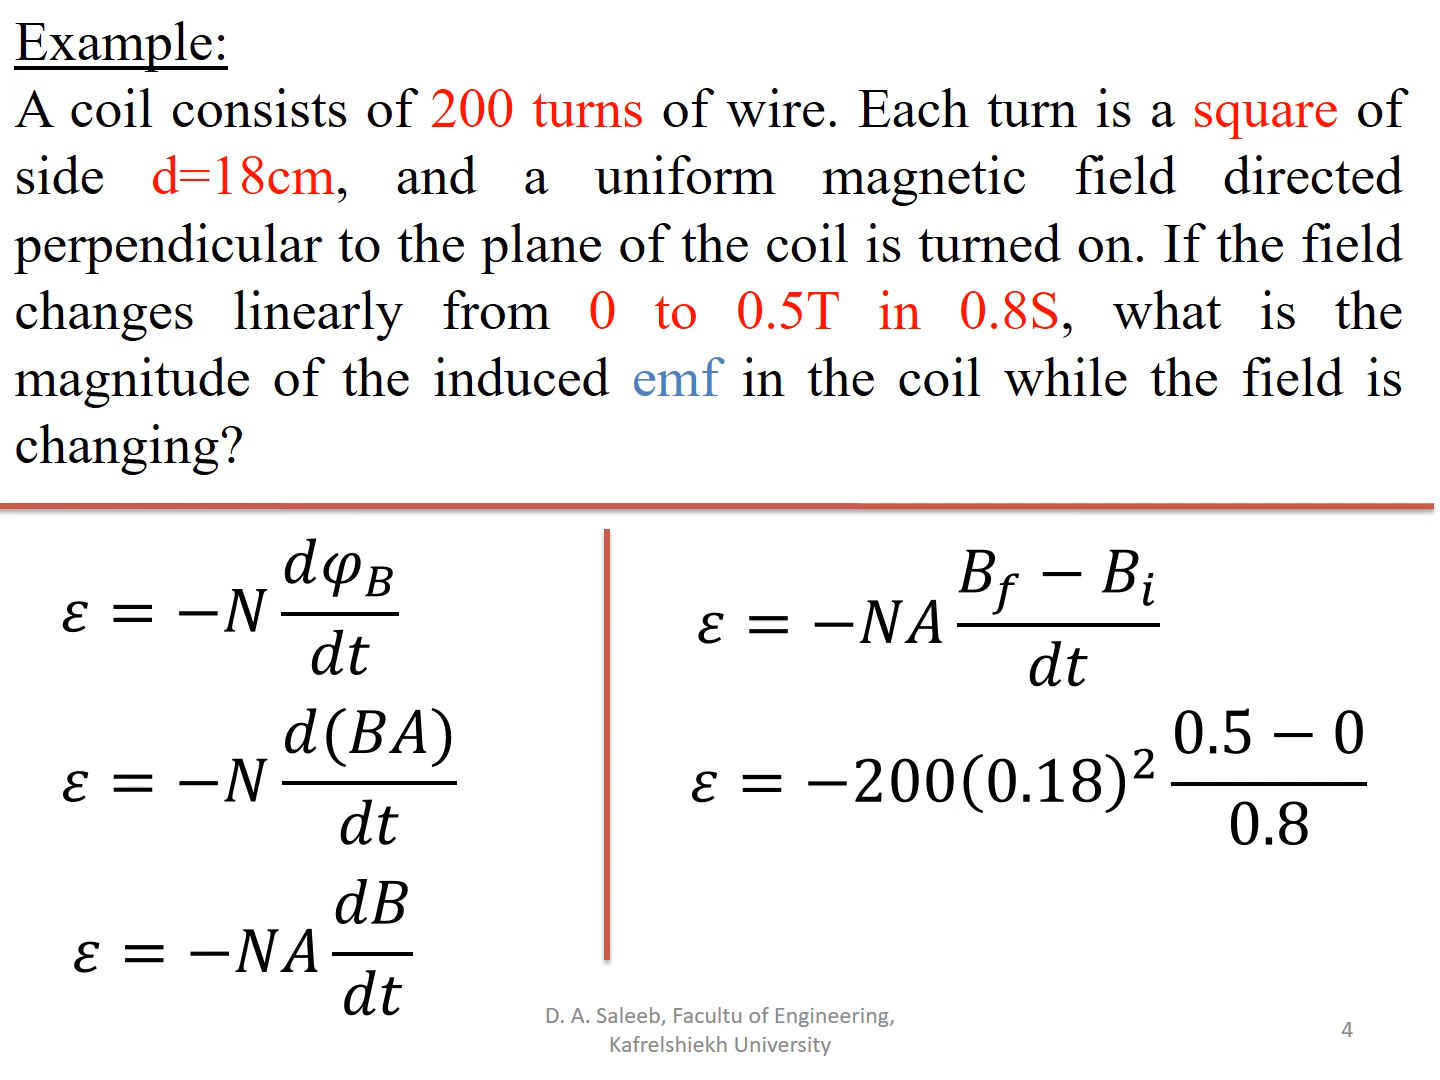 Example:
A coil consists of 200 turns of wire. Each turn is a square of
side d=18cm, and a uniform magnetic field directed
perpendicular to the plane of the coil is turned on. If the field
changes linearly from 0 to 0.5T in 0.8S, what is the
magnitude of the induced emf in the coil while the field is
changing?
ε = −N dφ_B/dt
ε = −N d(BA)/dt
ε = −NA dB/dt
ε = −NA (B_f − B_i)/dt
ε = −200(0.18)² (0.5 − 0)/0.8
D. A. Saleeb, Facultu of Engineering,
Kafrelshiekh University
4